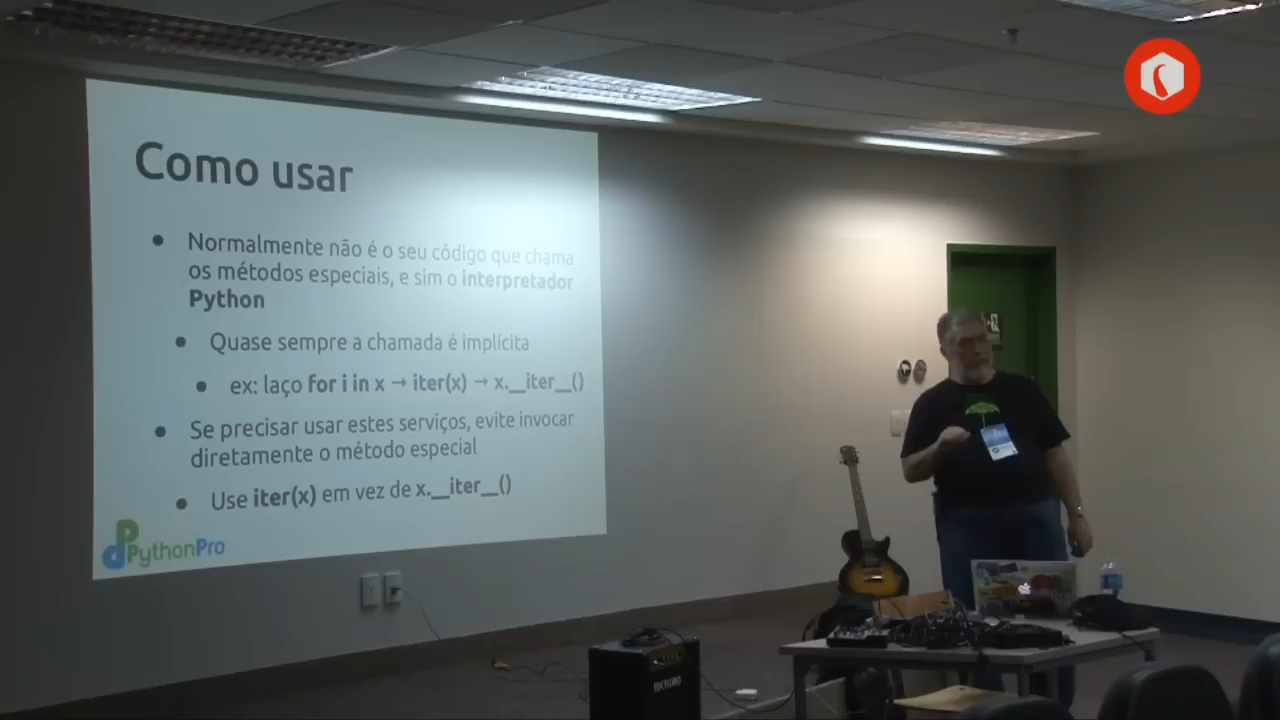 Como usar
Normalmente não é o seu código que chama
os métodos especiais, e sim o interpretador
Python
Quase sempre a chamada é implícita
ex: laço for i in x → iter(x) → x.__iter__()
Se precisar usar estes serviços, evite invocar
diretamente o método especial
Use iter(x) em vez de x.__iter__()
PythonPro